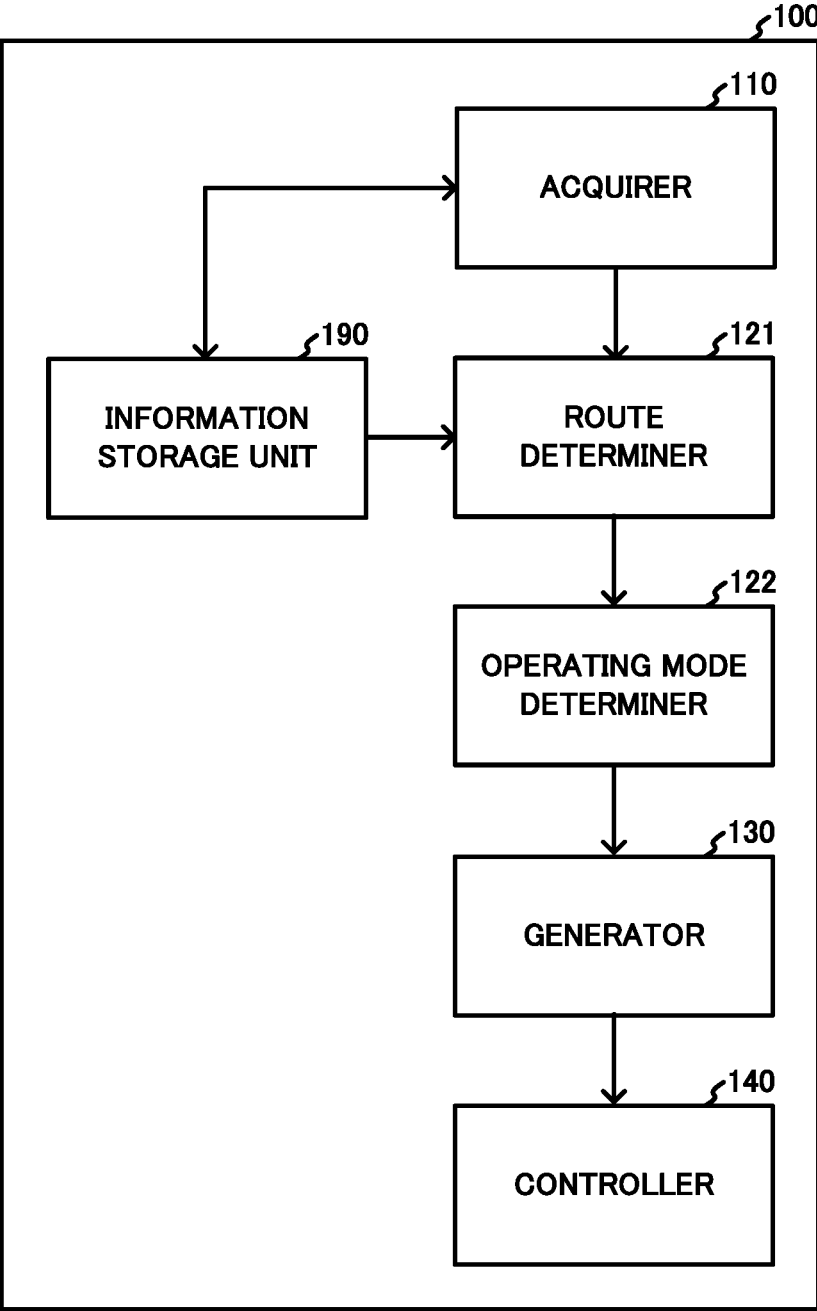 100
110
ACQUIRER
190
INFORMATION
STORAGE UNIT
121
ROUTE
DETERMINER
122
OPERATING MODE
DETERMINER
130
GENERATOR
140
CONTROLLER